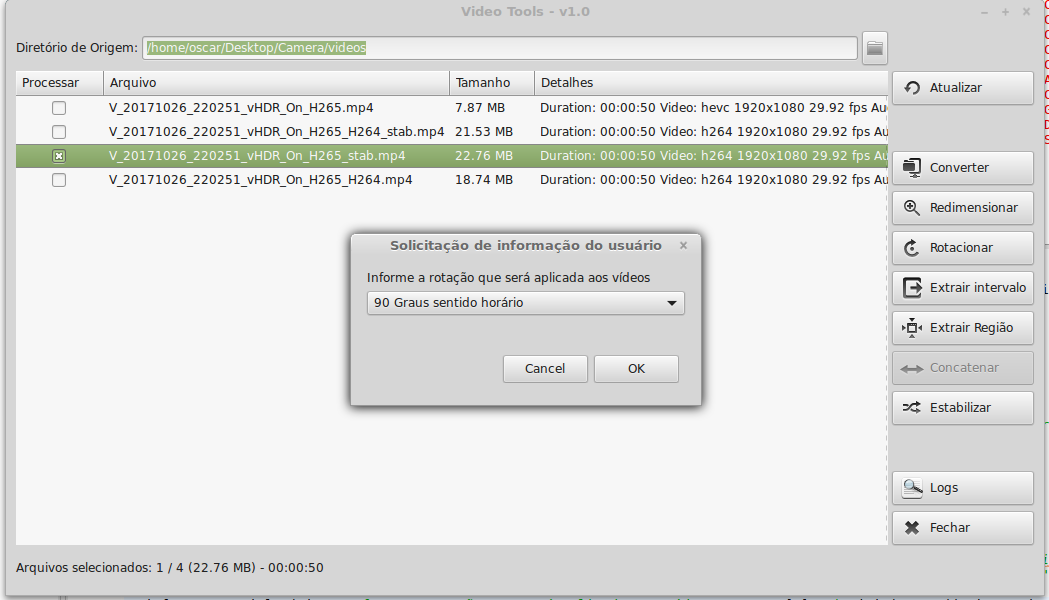 Video Tools - v1.0
Diretório de Origem: /home/oscar/Desktop/Camera/videos
Processar Arquivo Tamanho Detalhes
V_20171026_220251_vHDR_On_H265.mp4 7.87 MB Duration: 00:00:50 Video: hevc 1920x1080 29.92 fps Au
V_20171026_220251_vHDR_On_H265_H264_stab.mp4 21.53 MB Duration: 00:00:50 Video: h264 1920x1080 29.92 fps Au
V_20171026_220251_vHDR_On_H265_stab.mp4 22.76 MB Duration: 00:00:50 Video: h264 1920x1080 29.92 fps Au
V_20171026_220251_vHDR_On_H265_H264.mp4 18.74 MB Duration: 00:00:50 Video: h264 1920x1080 29.92 fps Au
Solicitação de informação do usuário
Informe a rotação que será aplicada aos vídeos
90 Graus sentido horário
Cancel OK
Atualizar
Converter
Redimensionar
Rotacionar
Extrair intervalo
Extrair Região
Concatenar
Estabilizar
Logs
Fechar
Arquivos selecionados: 1 / 4 (22.76 MB) - 00:00:50